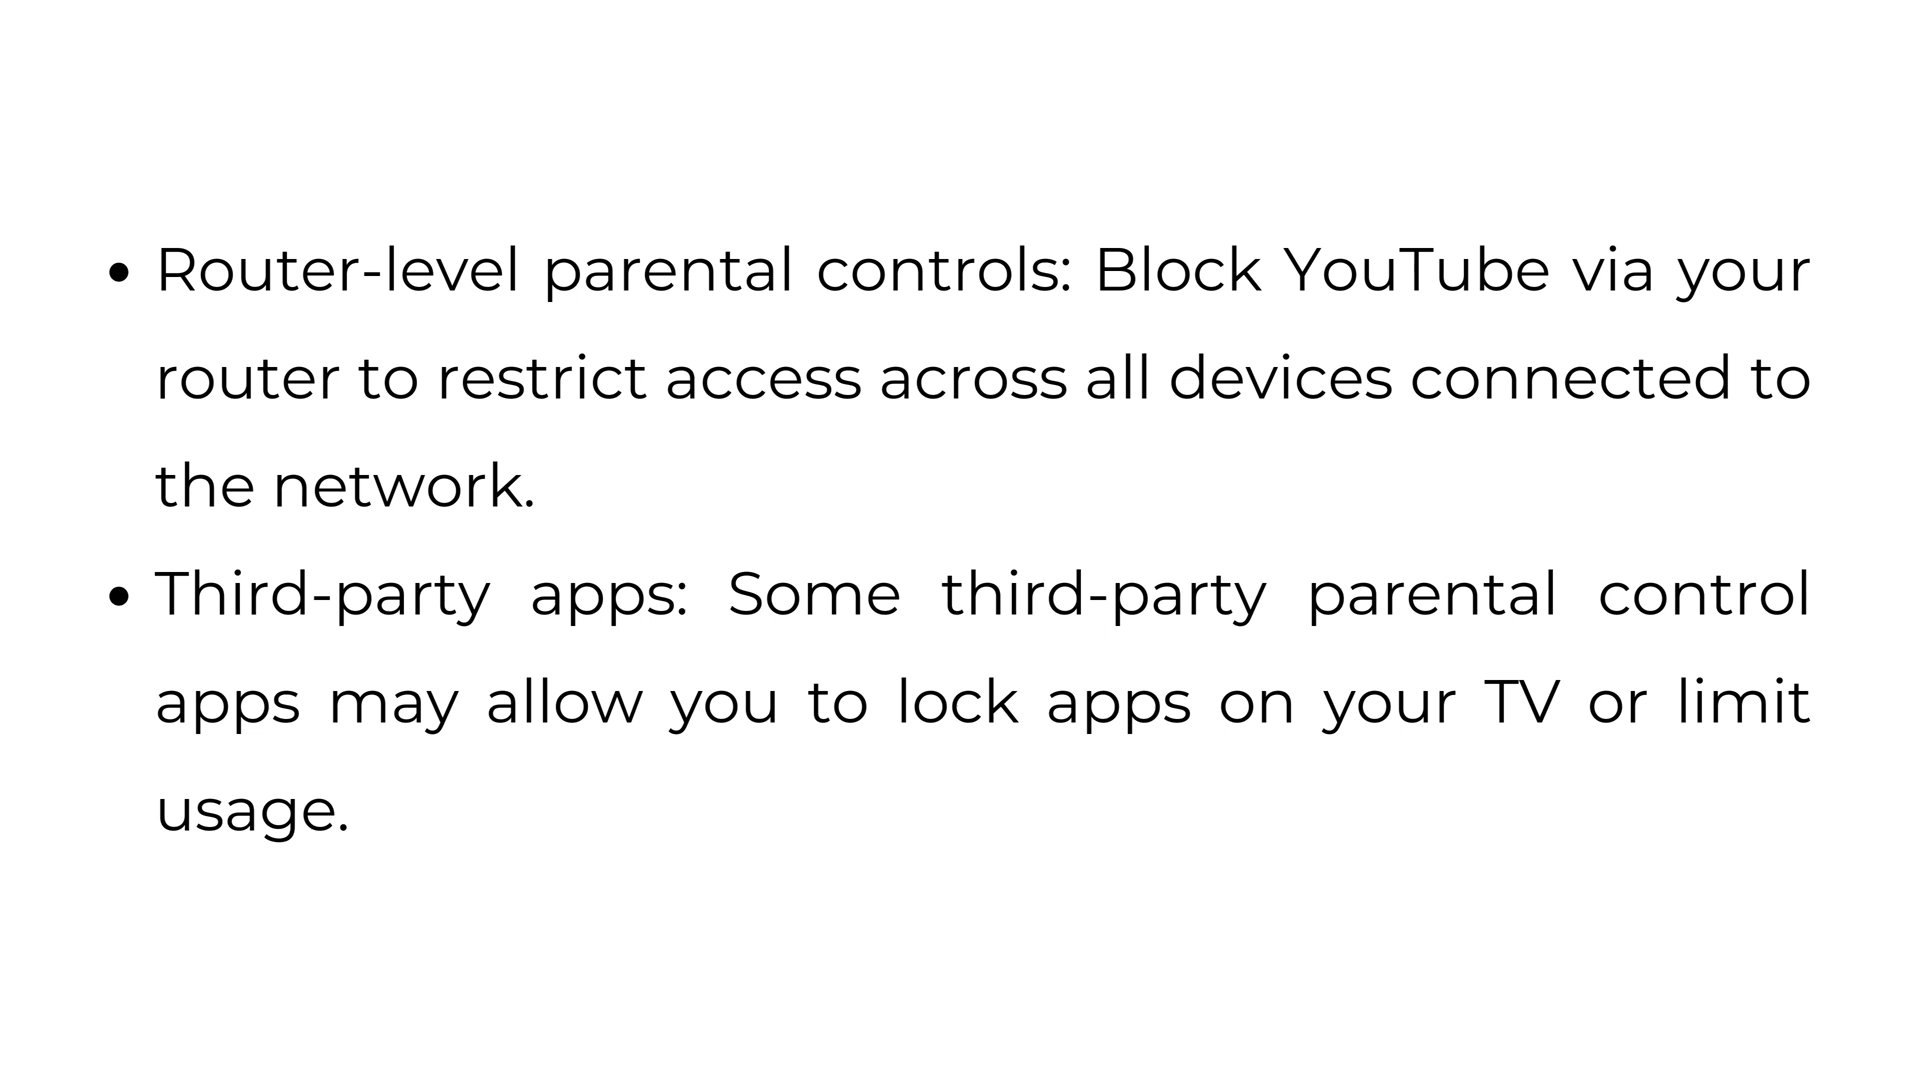 • Router-level parental controls: Block YouTube via your
router to restrict access across all devices connected to
the network.
• Third-party apps: Some third-party parental control
apps may allow you to lock apps on your TV or limit
usage.